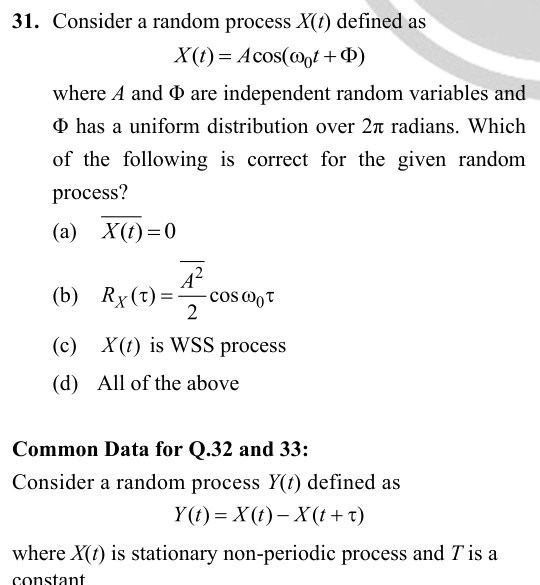 31. Consider a random process X(t) defined as
X(t) = A cos(ω₀t + Φ)
where A and Φ are independent random variables and
Φ has a uniform distribution over 2π radians. Which
of the following is correct for the given random
process?
(a) X̅(̅t̅)̅ = 0
(b) R_X(τ) = A̅²̅/2 cos ω₀τ
(c) X(t) is WSS process
(d) All of the above
Common Data for Q.32 and 33:
Consider a random process Y(t) defined as
Y(t) = X(t) − X(t + τ)
where X(t) is stationary non-periodic process and T is a
constant